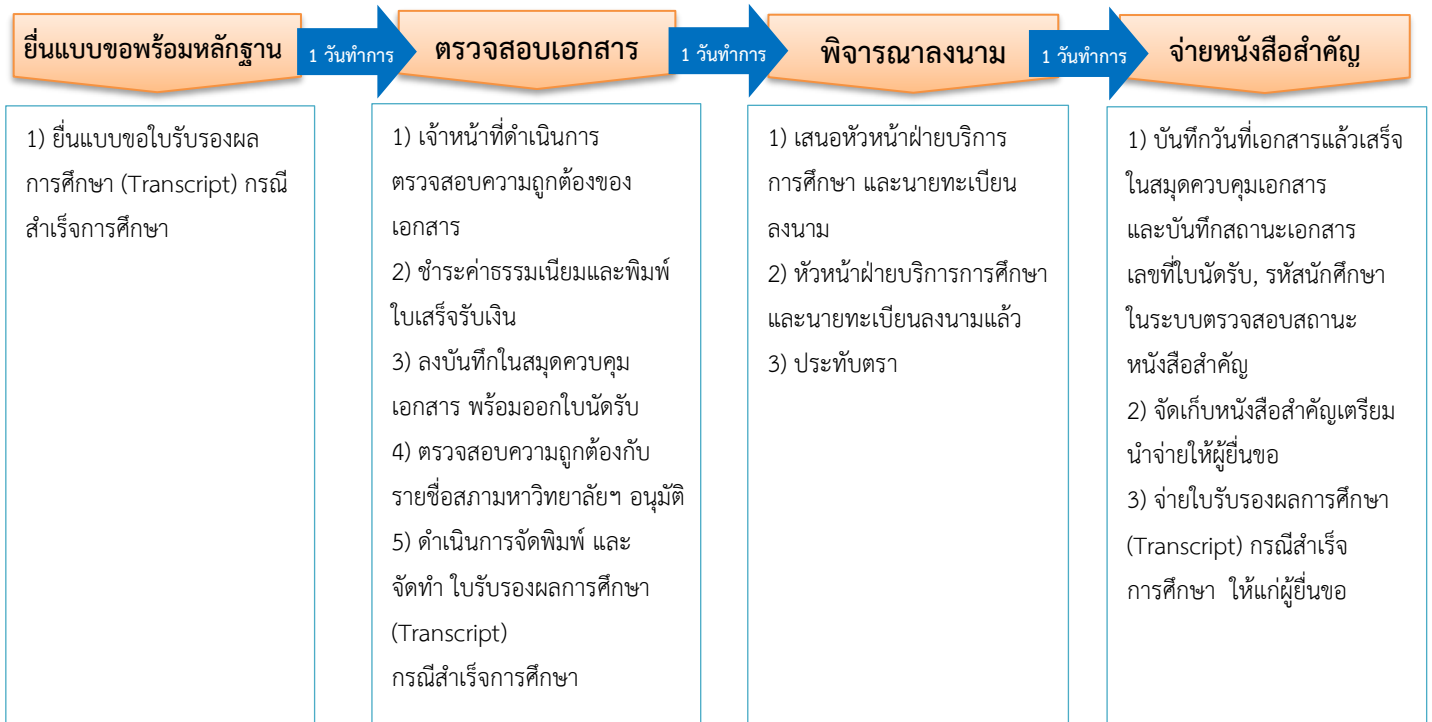 ยื่นแบบขอพร้อมหลักฐาน
1 วันทำการ
ตรวจสอบเอกสาร
1 วันทำการ
พิจารณาลงนาม
1 วันทำการ
จ่ายหนังสือสำคัญ
1) ยื่นแบบขอใบรับรองผล
การศึกษา (Transcript) กรณี
สำเร็จการศึกษา
1) เจ้าหน้าที่ดำเนินการ
ตรวจสอบความถูกต้องของ
เอกสาร
2) ชำระค่าธรรมเนียมและพิมพ์
ใบเสร็จรับเงิน
3) ลงบันทึกในสมุดควบคุม
เอกสาร พร้อมออกใบนัดรับ
4) ตรวจสอบความถูกต้องกับ
รายชื่อสภามหาวิทยาลัยฯ อนุมัติ
5) ดำเนินการจัดพิมพ์ และ
จัดทำ ใบรับรองผลการศึกษา
(Transcript)
กรณีสำเร็จการศึกษา
1) เสนอหัวหน้าฝ่ายบริการ
การศึกษา และนายทะเบียน
ลงนาม
2) หัวหน้าฝ่ายบริการการศึกษา
และนายทะเบียนลงนามแล้ว
3) ประทับตรา
1) บันทึกวันที่เอกสารแล้วเสร็จ
ในสมุดควบคุมเอกสาร
และบันทึกสถานะเอกสาร
เลขที่ใบนัดรับ, รหัสนักศึกษา
ในระบบตรวจสอบสถานะ
หนังสือสำคัญ
2) จัดเก็บหนังสือสำคัญเตรียม
นำจ่ายให้ผู้ยื่นขอ
3) จ่ายใบรับรองผลการศึกษา
(Transcript) กรณีสำเร็จ
การศึกษา ให้แก่ผู้ยื่นขอ